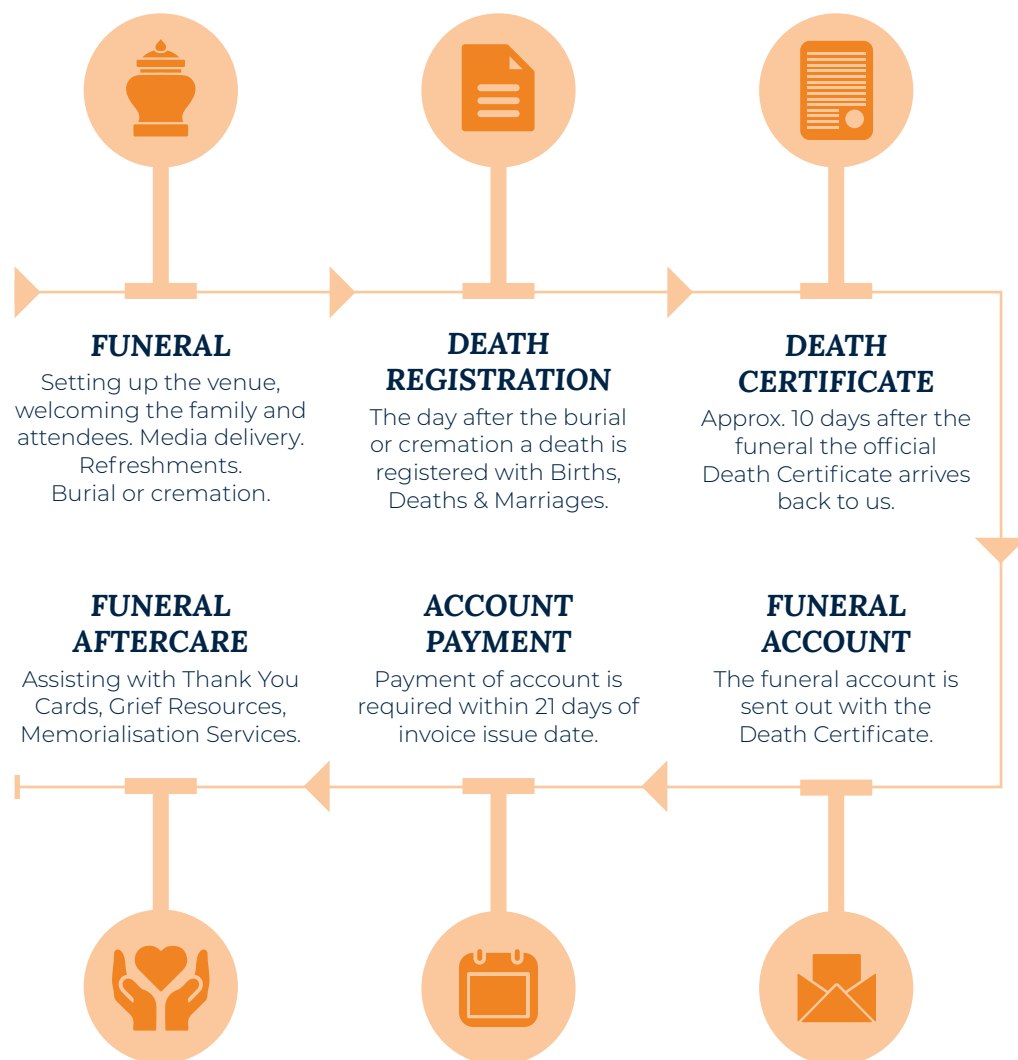 FUNERAL
Setting up the venue,
welcoming the family and
attendees. Media delivery.
Refreshments.
Burial or cremation.
DEATH
REGISTRATION
The day after the burial
or cremation a death is
registered with Births,
Deaths & Marriages.
DEATH
CERTIFICATE
Approx. 10 days after the
funeral the official
Death Certificate arrives
back to us.
FUNERAL
ACCOUNT
The funeral account is
sent out with the
Death Certificate.
ACCOUNT
PAYMENT
Payment of account is
required within 21 days of
invoice issue date.
FUNERAL
AFTERCARE
Assisting with Thank You
Cards, Grief Resources,
Memorialisation Services.